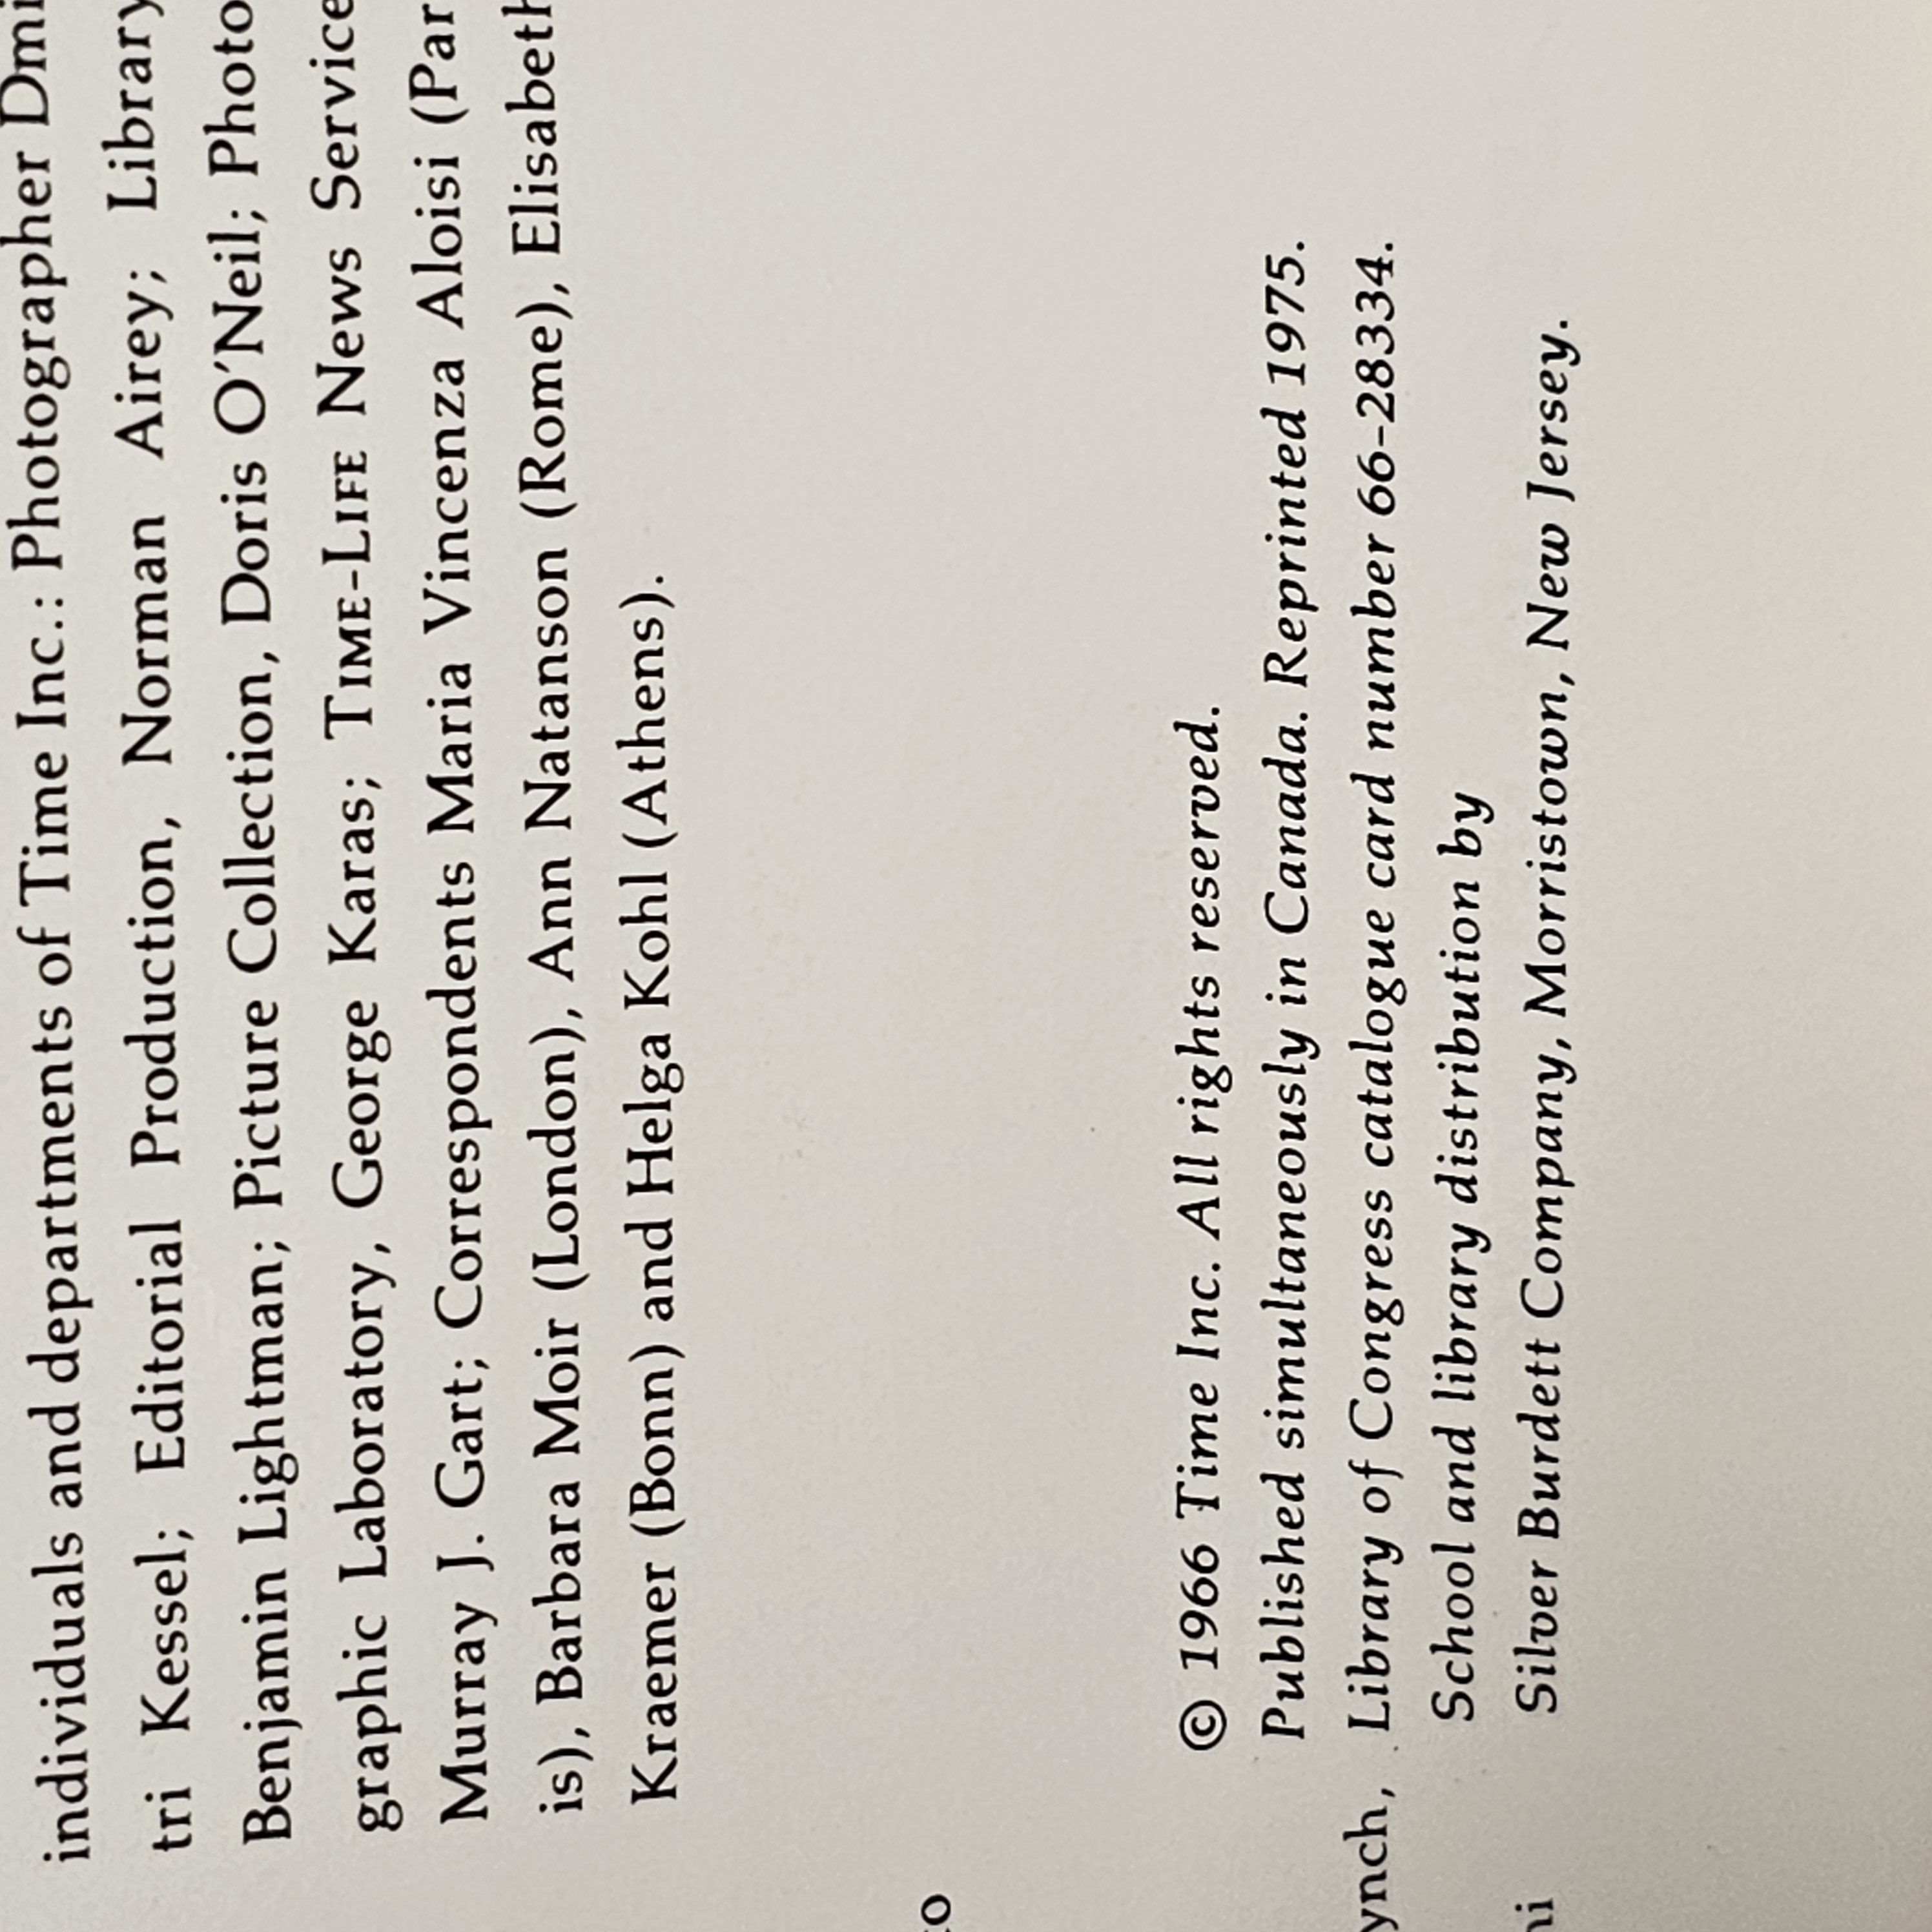 individuals and departments of Time Inc.: Photographer Dmi
tri Kessel; Editorial Production, Norman Airey; Library
Benjamin Lightman; Picture Collection, Doris O'Neil; Photo
graphic Laboratory, George Karas; TIME-LIFE News Service
Murray J. Gart; Correspondents Maria Vincenza Aloisi (Par
is), Barbara Moir (London), Ann Natanson (Rome), Elisabeth
Kraemer (Bonn) and Helga Kohl (Athens).
© 1966 Time Inc. All rights reserved.
Published simultaneously in Canada. Reprinted 1975.
ynch, Library of Congress catalogue card number 66-28334.
School and library distribution by
Silver Burdett Company, Morristown, New Jersey.